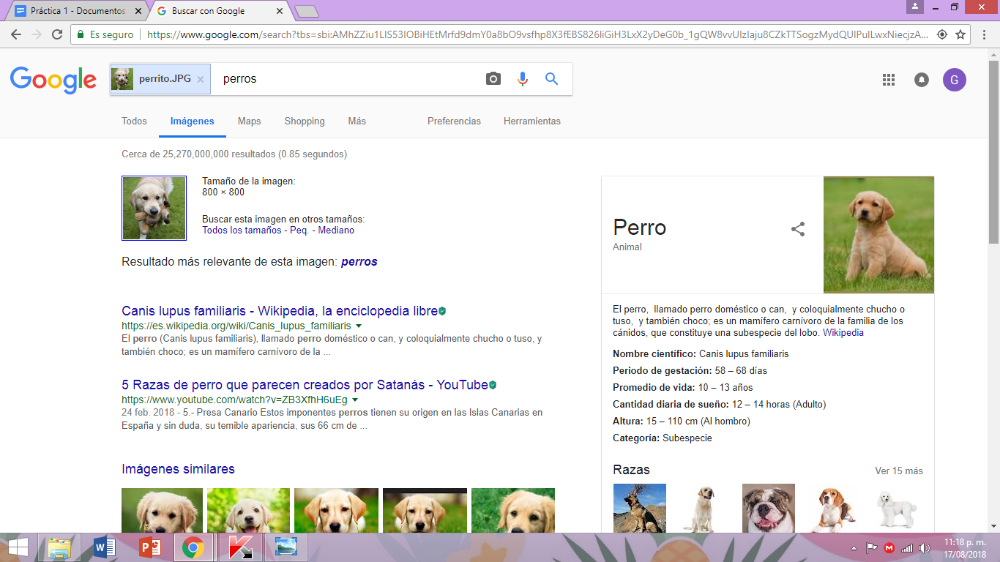 Práctica 1 - Documentos
Buscar con Google
Es seguro
https://www.google.com/search?tbs=sbi:AMhZZiu1LIS53IOBiHEtMrfd9dmY0a8bO9vsfhp8X3fEBS826IiGiH3LxX2yDeG0b_1gQW8vvUIzIaju8CZkTTSogzMydQUlPulLwxNiecjzA...
Google
perrito.JPG
perros
G
Todos
Imágenes
Maps
Shopping
Más
Preferencias
Herramientas
Cerca de 25,270,000,000 resultados (0.85 segundos)
Tamaño de la imagen:
800 × 800
Buscar esta imagen en otros tamaños:
Todos los tamaños - Peq. - Mediano
Resultado más relevante de esta imagen: perros
Canis lupus familiaris - Wikipedia, la enciclopedia libre
https://es.wikipedia.org/wiki/Canis_lupus_familiaris
El perro (Canis lupus familiaris), llamado perro doméstico o can, y coloquialmente chucho o tuso, y
también choco; es un mamífero carnívoro de la ...
5 Razas de perro que parecen creados por Satanás - YouTube
https://www.youtube.com/watch?v=ZB3XfhH6uEg
24 feb. 2018 - 5.- Presa Canario Estos imponentes perros tienen su origen en las Islas Canarias en
España y sin duda, su temible apariencia, sus 66 cm de ...
Imágenes similares
Perro
Animal
El perro, llamado perro doméstico o can, y coloquialmente chucho o
tuso, y también choco; es un mamífero carnívoro de la familia de los
cánidos, que constituye una subespecie del lobo. Wikipedia
Nombre científico: Canis lupus familiaris
Periodo de gestación: 58 – 68 días
Promedio de vida: 10 – 13 años
Cantidad diaria de sueño: 12 – 14 horas (Adulto)
Altura: 15 – 110 cm (Al hombro)
Categoría: Subespecie
Razas
Ver 15 más
11:18 p. m.
17/08/2018